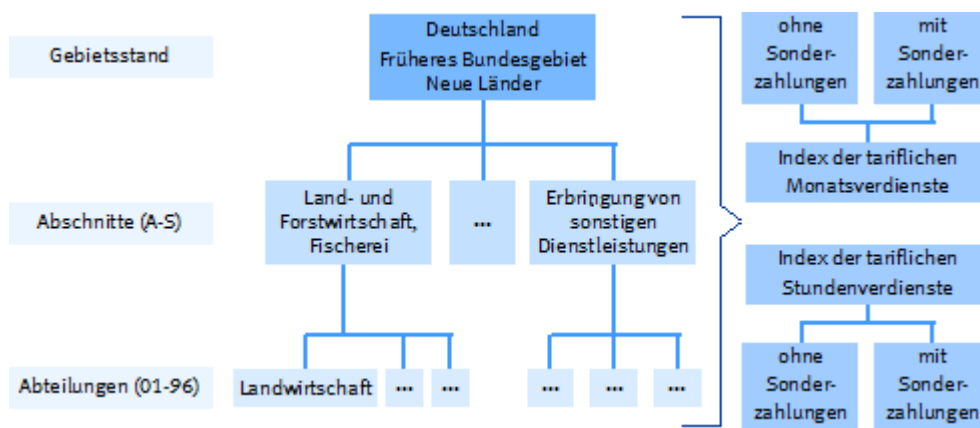 Gebietsstand
Deutschland
Früheres Bundesgebiet
Neue Länder
Abschnitte (A-S)
Land- und
Forstwirtschaft,
Fischerei
...
Erbringung von
sonstigen
Dienstleistungen
Abteilungen (01-96)
Landwirtschaft
...
...
...
...
...
ohne
Sonder-
zahlungen
mit
Sonder-
zahlungen
Index der tariflichen
Monatsverdienste
Index der tariflichen
Stundenverdienste
ohne
Sonder-
zahlungen
mit
Sonder-
zahlungen